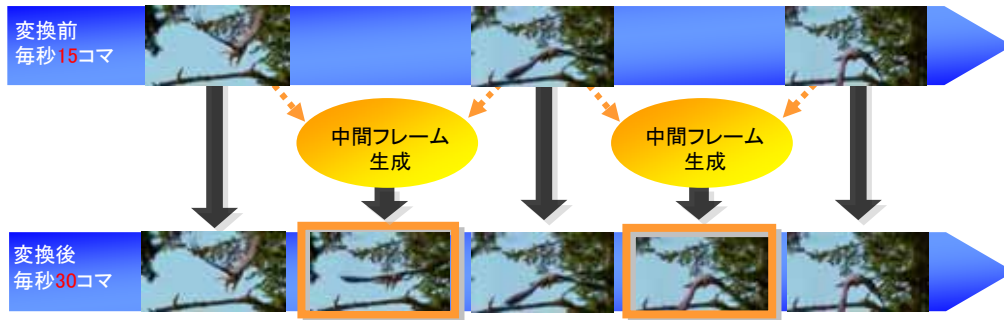 変換前
毎秒15コマ
中間フレーム
生成
中間フレーム
生成
変換後
毎秒30コマ